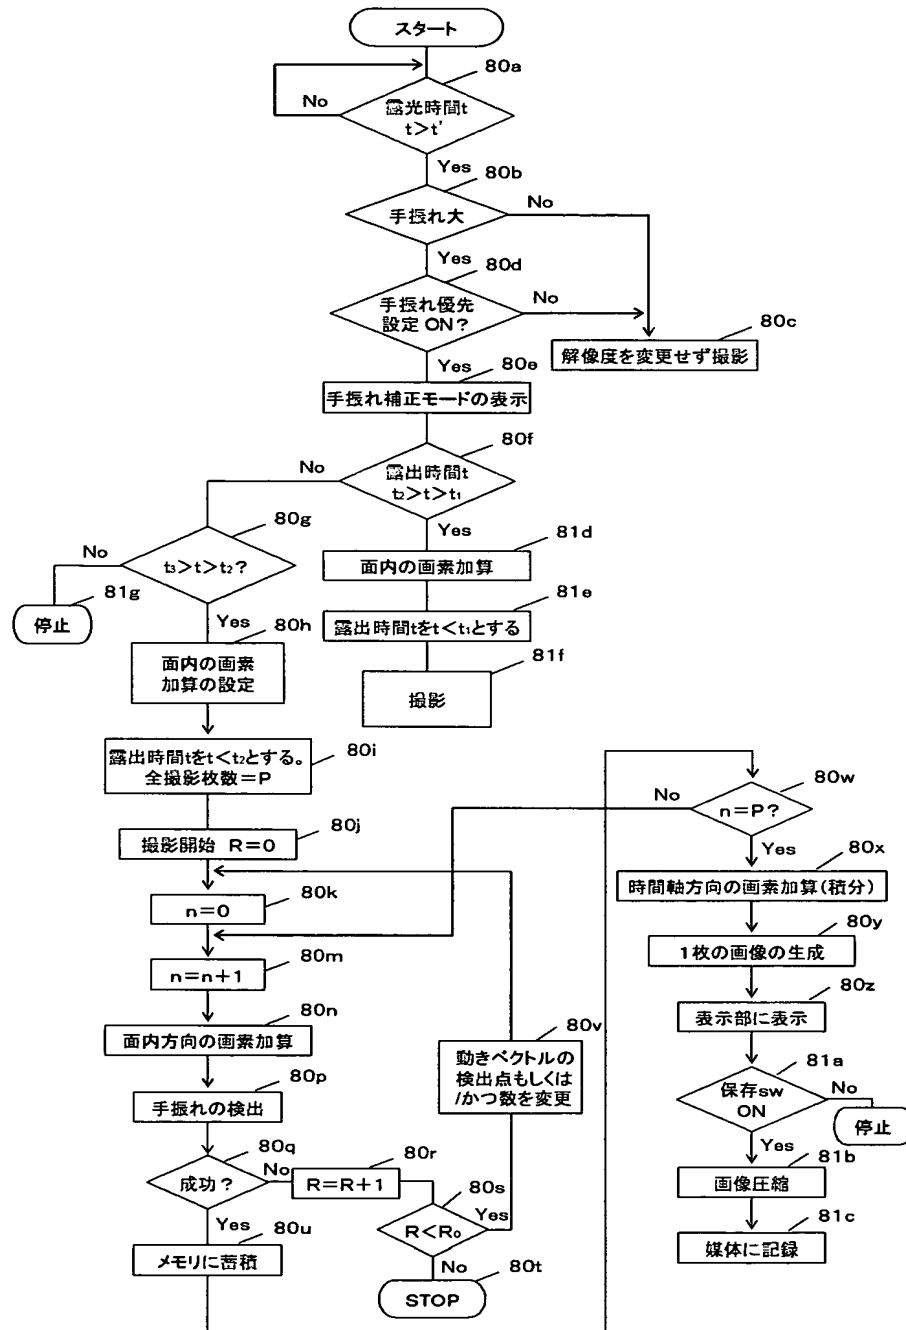 スタート
80a
露光時間t
t>t'
No
Yes
80b
手振れ大
No
Yes
80d
手振れ優先
設定 ON?
No
80c
解像度を変更せず撮影
Yes
80e
手振れ補正モードの表示
80f
露出時間t
t₂>t>t₁
No
Yes
80g
t₃>t>t₂?
No
81g
停止
Yes
81d
面内の画素加算
81e
露出時間tをt<t₁とする
81f
撮影
80h
面内の画素
加算の設定
80i
露出時間tをt<t₂とする。
全撮影枚数=P
80j
撮影開始 R=0
80k
n=0
80m
n=n+1
80n
面内方向の画素加算
80p
手振れの検出
80q
成功?
No
80r
R=R+1
80s
R<R₀
Yes
No
80t
STOP
80v
動きベクトルの
検出点もしくは
/かつ数を変更
Yes
80u
メモリに蓄積
80w
n=P?
No
Yes
80x
時間軸方向の画素加算(積分)
80y
1枚の画像の生成
80z
表示部に表示
81a
保存sw
ON
No
停止
Yes
81b
画像圧縮
81c
媒体に記録